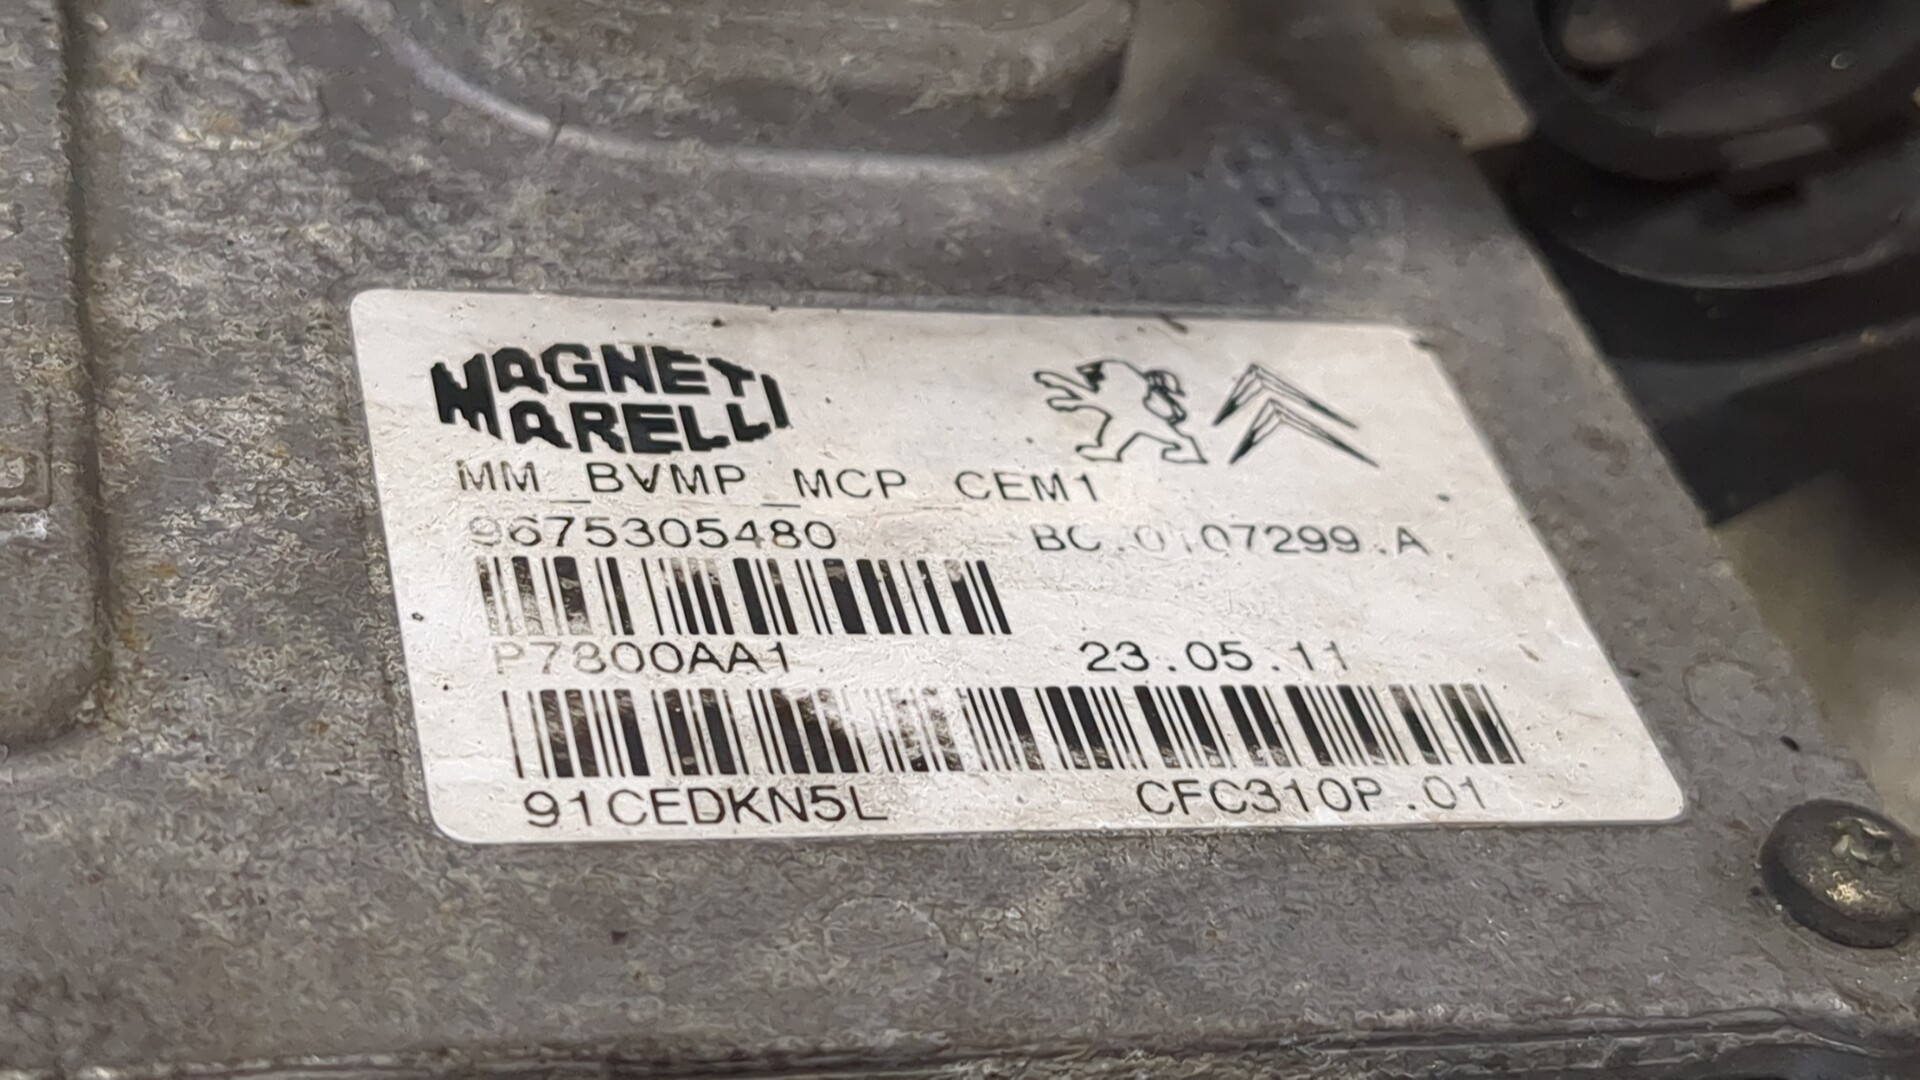 MAGNETI
MARELLI
MM_BVMP_MCP_CEM1
9675305480 BC.0107299.A
P7800AA1 23.05.11
91CEDKN5L CFC310P.01